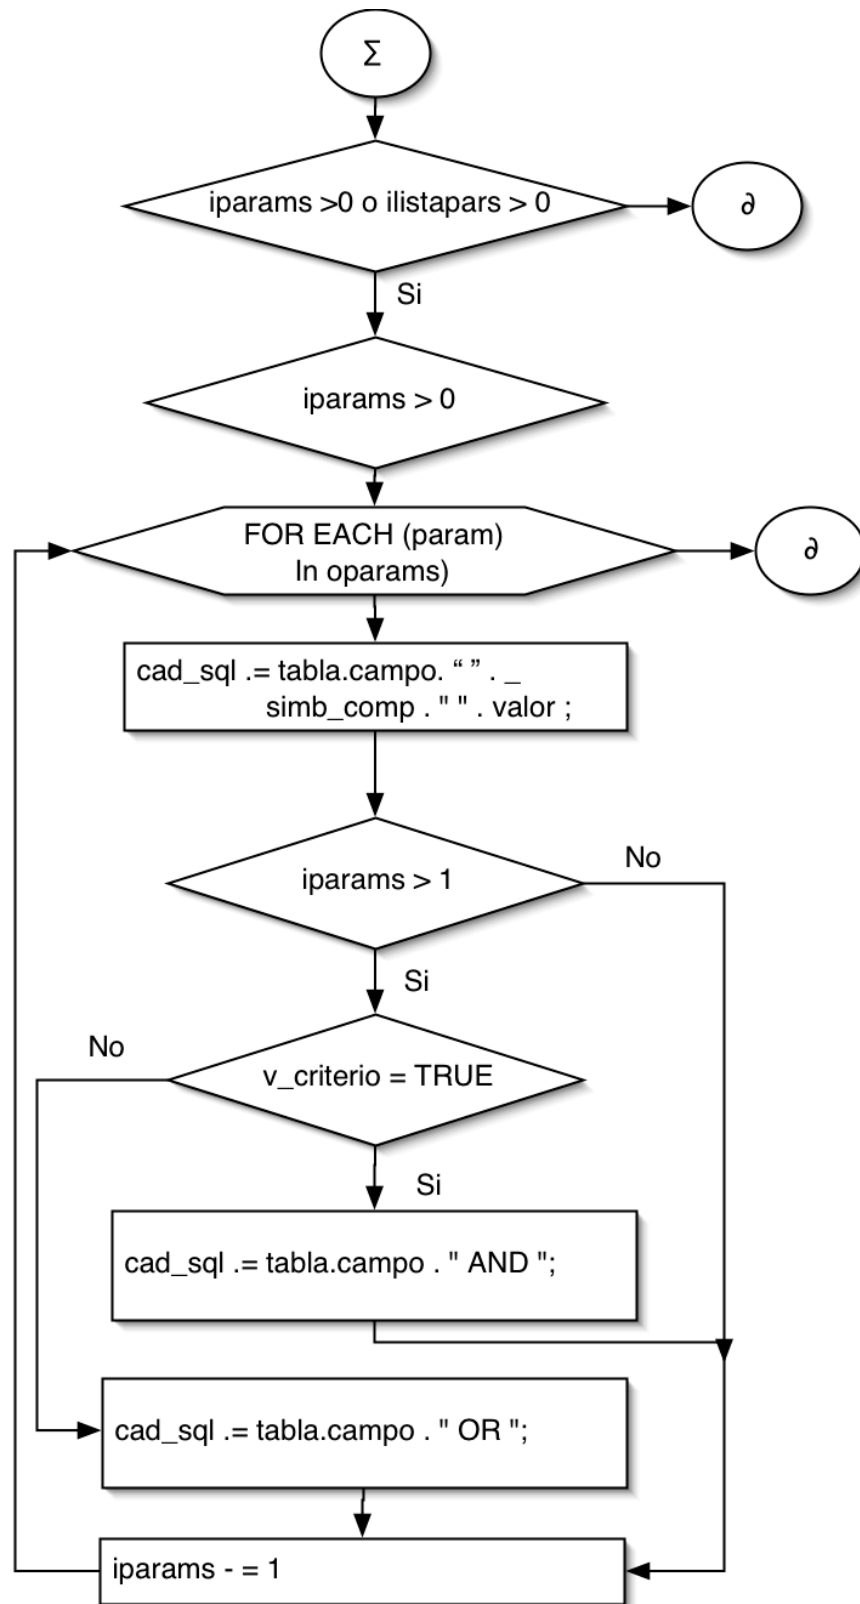 Σ
iparams >0 o ilistapars > 0
∂
Si
iparams > 0
FOR EACH (param)
In oparams)
∂
cad_sql .= tabla.campo. “ ” . _
simb_comp . " " . valor ;
iparams > 1
No
Si
No
v_criterio = TRUE
Si
cad_sql .= tabla.campo . " AND ";
cad_sql .= tabla.campo . " OR ";
iparams - = 1